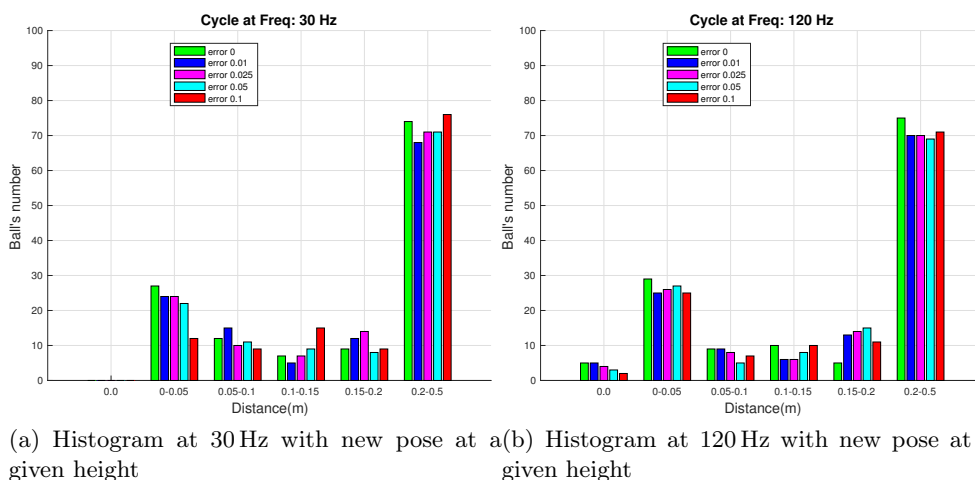 Cycle at Freq: 30 Hz
100
90
80
70
60
50
40
30
20
10
0
Ball's number
error 0
error 0.01
error 0.025
error 0.05
error 0.1
0.0
0-0.05
0.05-0.1
0.1-0.15
0.15-0.2
0.2-0.5
Distance(m)
(a) Histogram at 30 Hz with new pose at a
given height
Cycle at Freq: 120 Hz
100
90
80
70
60
50
40
30
20
10
0
Ball's number
error 0
error 0.01
error 0.025
error 0.05
error 0.1
0.0
0-0.05
0.05-0.1
0.1-0.15
0.15-0.2
0.2-0.5
Distance(m)
(b) Histogram at 120 Hz with new pose at
given height